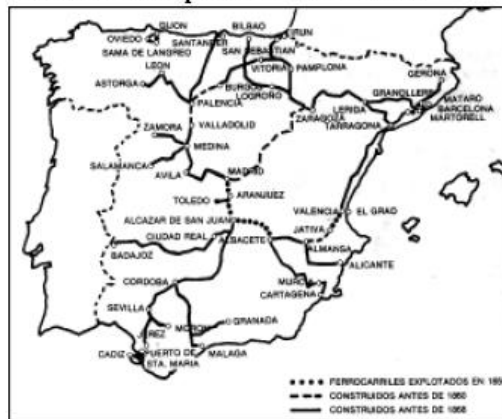 GIJON
BILBAO
IRUN
OVIEDO
SANTANDER
SAN SEBASTIAN
SAMA DE LANGREO
LEON
VITORIA
PAMPLONA
GERONA
ASTORGA
BURGOS
LOGROÑO
GRANOLLERS
PALENCIA
LERIDA
MATARO
ZARAGOZA
BARCELONA
ZAMORA
VALLADOLID
TARRAGONA
MARTORELL
MEDINA
SALAMANCA
AVILA
MADRID
ARANJUEZ
TOLEDO
VALENCIA
EL GRAO
ALCAZAR DE SAN JUAN
CIUDAD REAL
JATIVA
ALBACETE
ALMANSA
BADAJOZ
ALICANTE
CORDOBA
CARTAGENA
SEVILLA
MORON
GRANADA
JEREZ
CADIZ
PUERTO DE
STA. MARIA
MALAGA
FERROCARRILES EXPLOTADOS EN
CONSTRUIDOS ANTES DE 1860
CONSTRUIDOS ANTES DE 1868